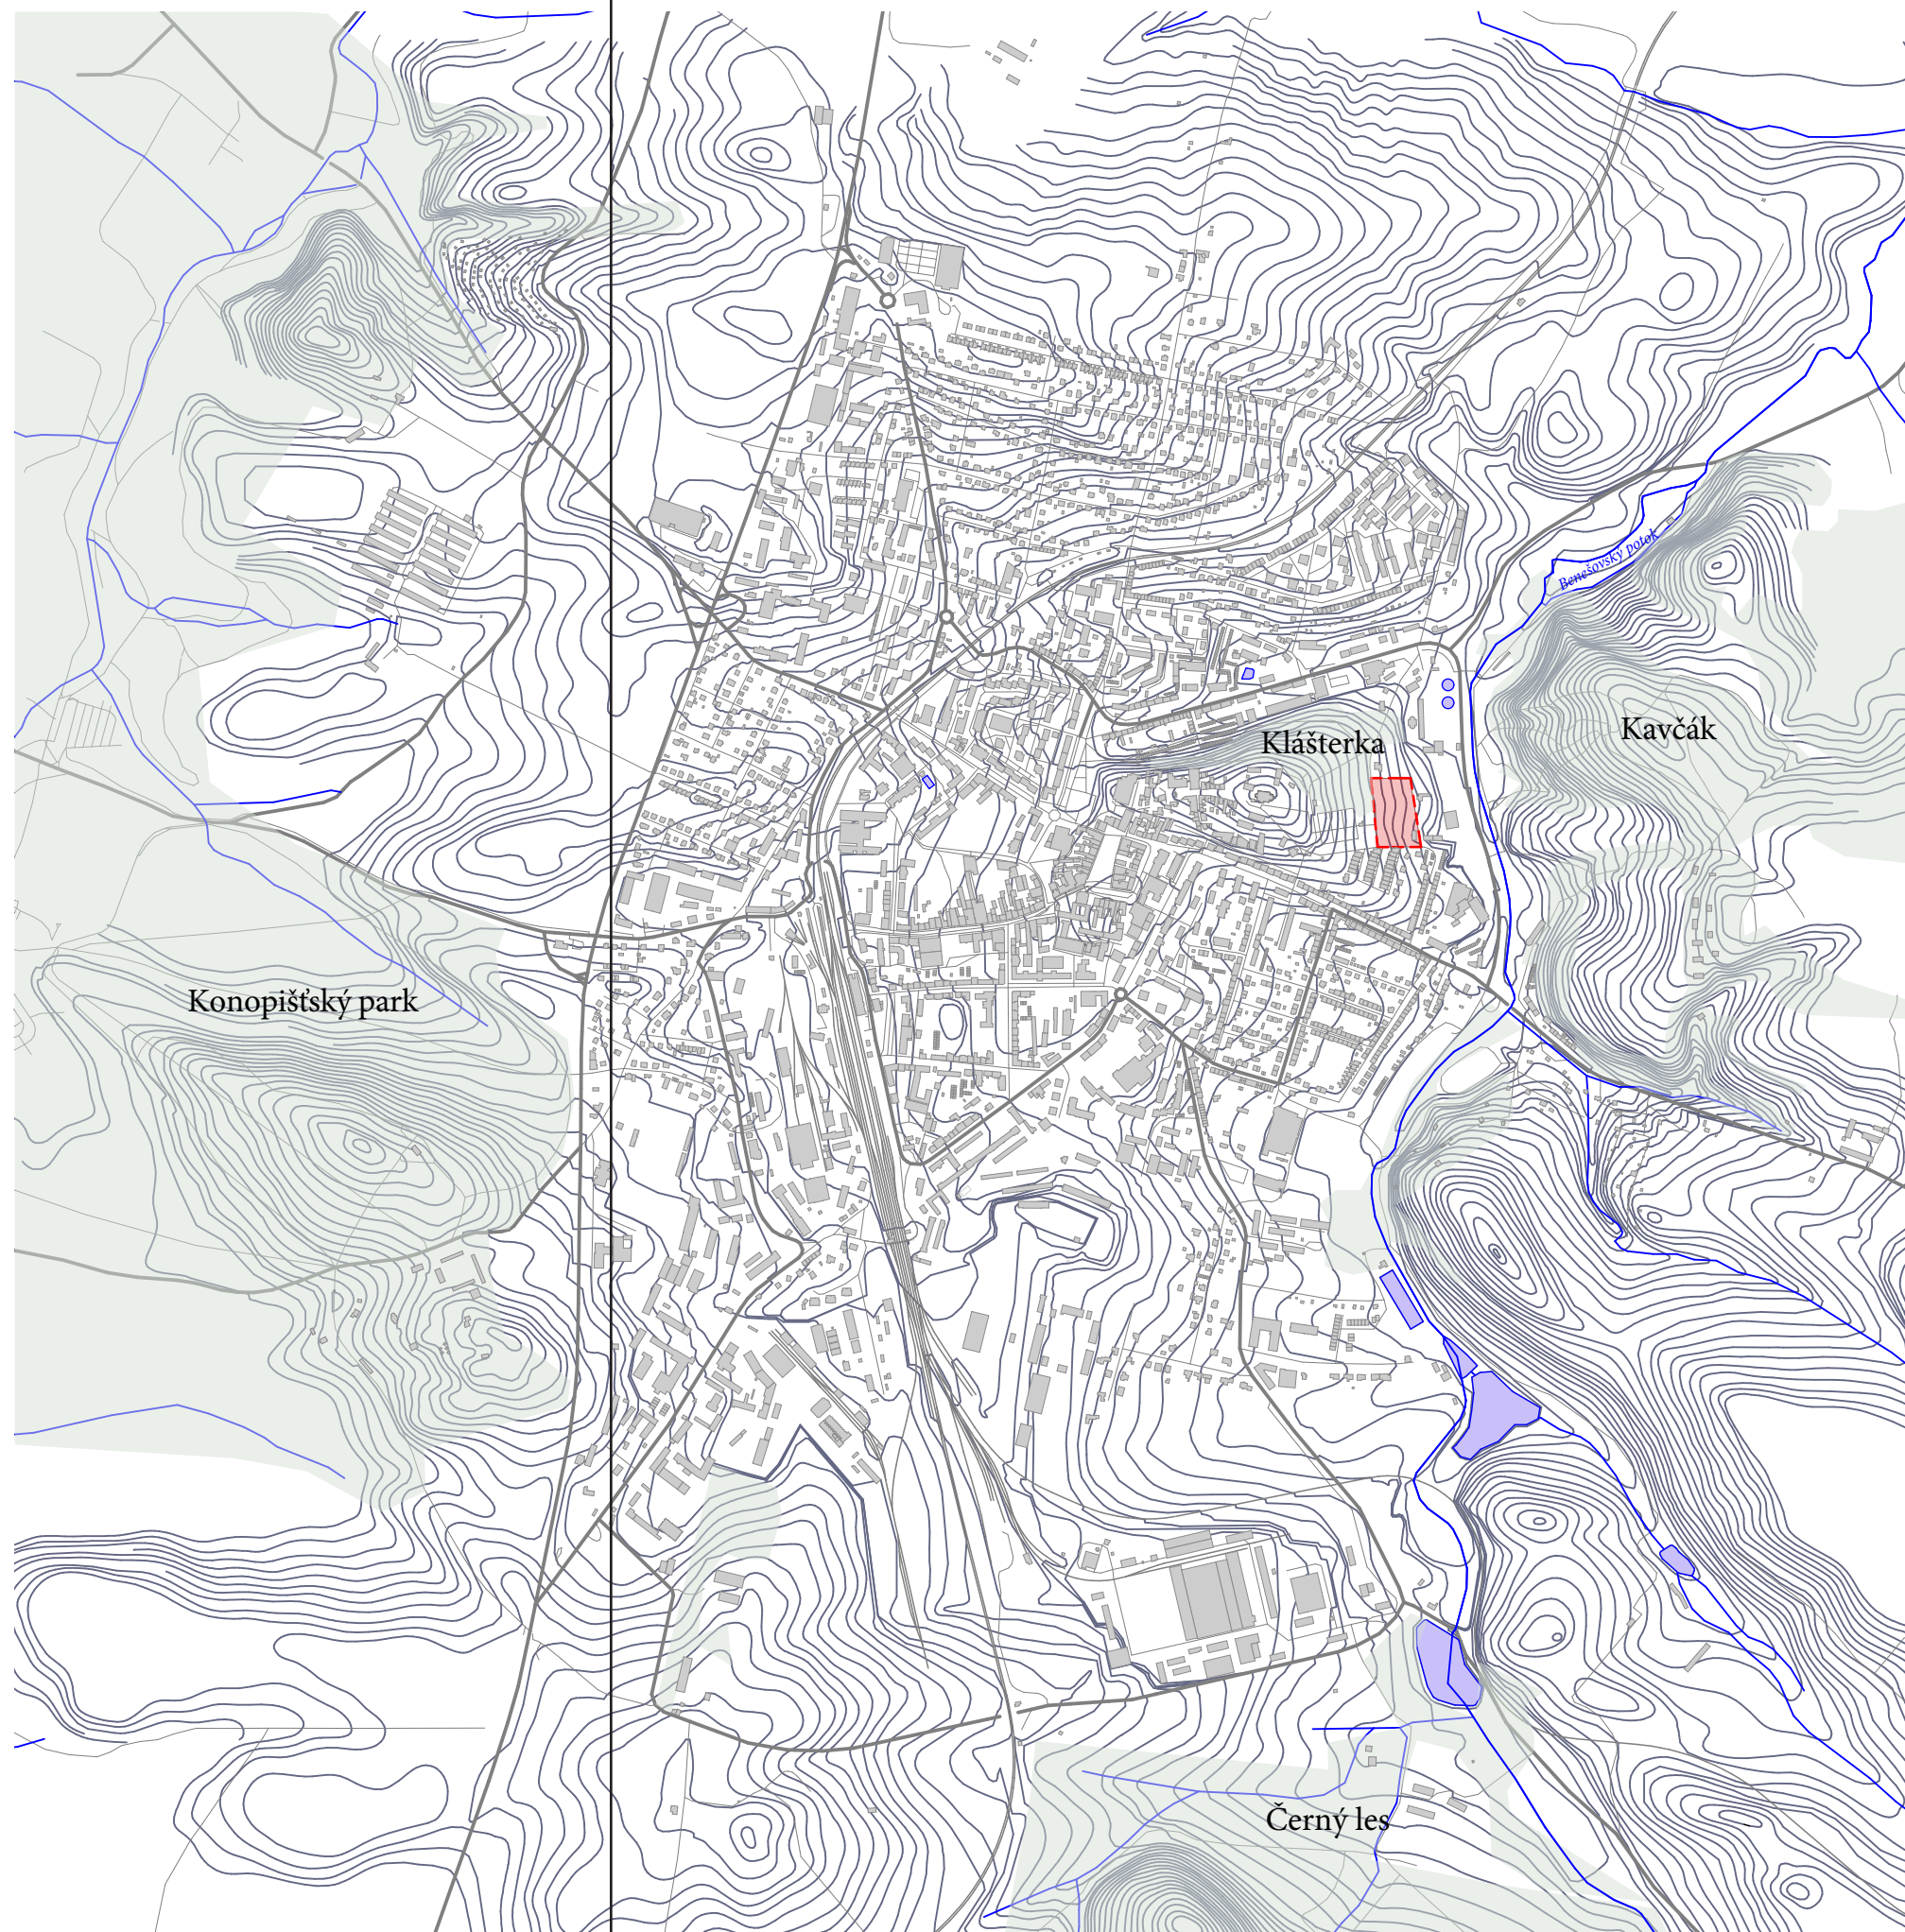 Benešovský potok
Kavčák
Klášterka
Konopišťský park
Černý les